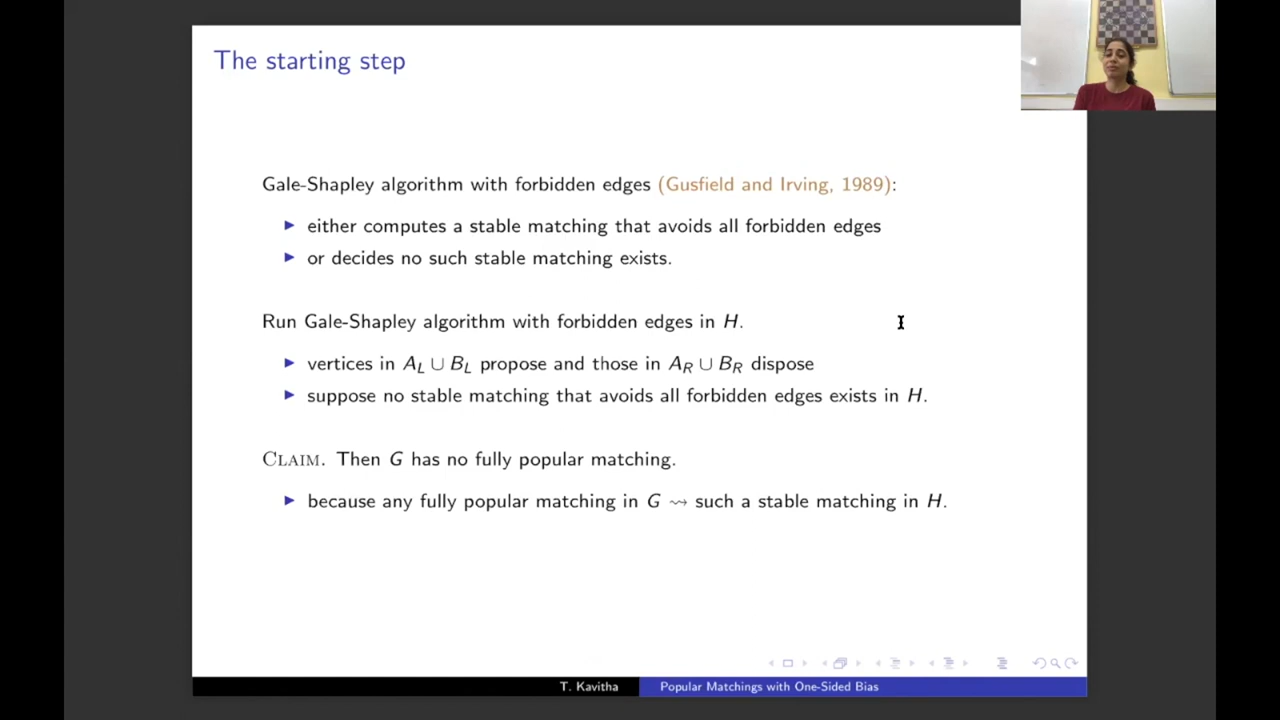 The starting step
Gale-Shapley algorithm with forbidden edges (Gusfield and Irving, 1989):
▶ either computes a stable matching that avoids all forbidden edges
▶ or decides no such stable matching exists.
Run Gale-Shapley algorithm with forbidden edges in H.
▶ vertices in A_L ∪ B_L propose and those in A_R ∪ B_R dispose
▶ suppose no stable matching that avoids all forbidden edges exists in H.
CLAIM. Then G has no fully popular matching.
▶ because any fully popular matching in G ⇝ such a stable matching in H.
T. Kavitha
Popular Matchings with One-Sided Bias